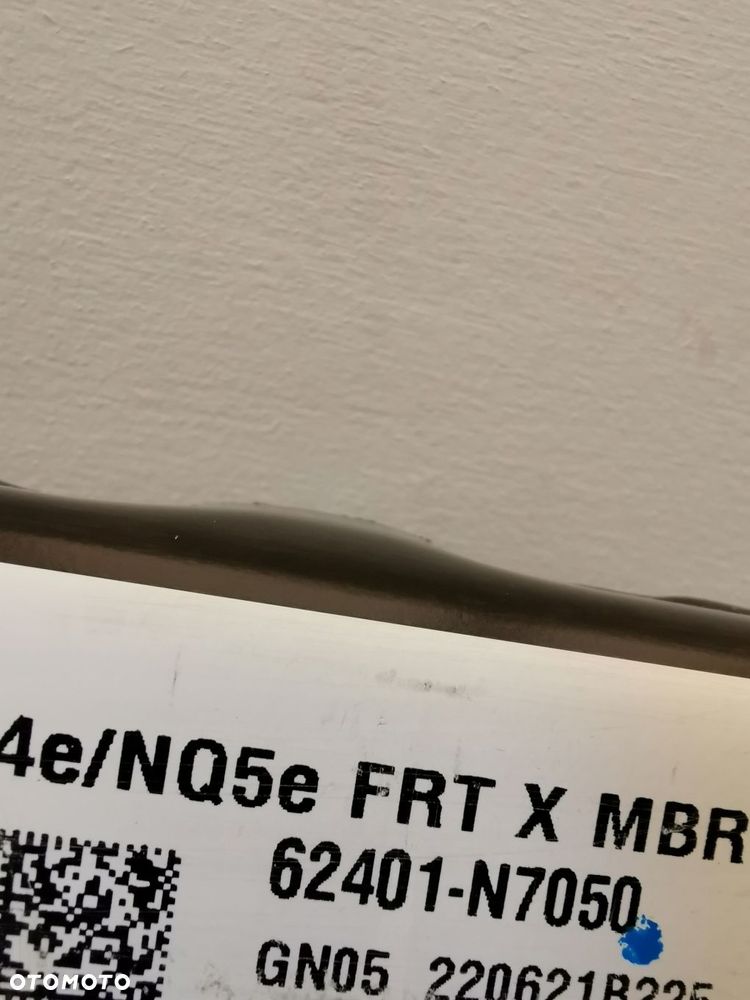 4e/NQ5e FRT X MBR
62401-N7050
GN05 220621B225
OTOMOTO